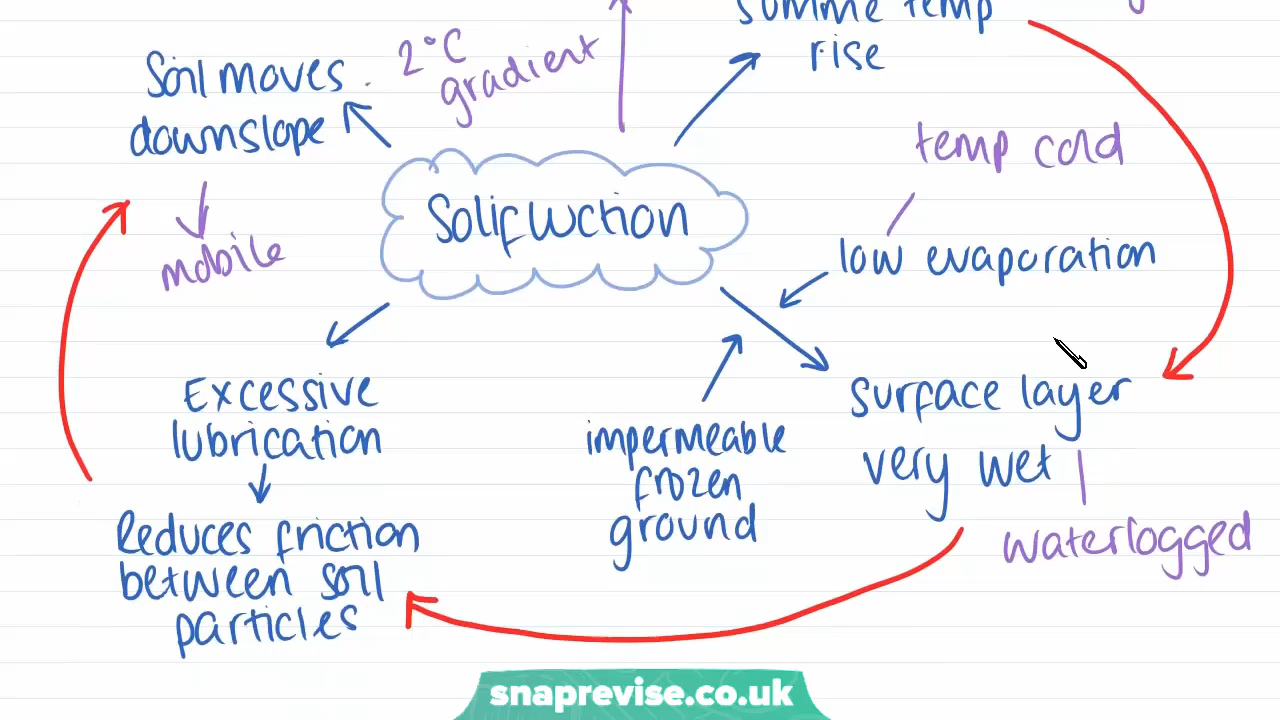 summe temp
rise
2°C
gradient
Soil moves
downslope
mobile
Solifluction
temp cold
low evaporation
Excessive
lubrication
Reduces friction
between soil
particles
impermeable
frozen
ground
surface layer
very wet
waterlogged
snaprevise.co.uk